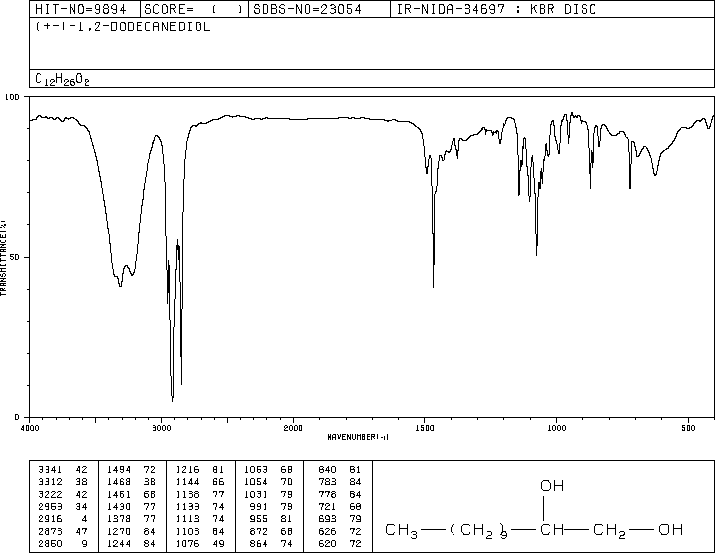 HIT-NO=9894 SCORE= ( ) SDBS-NO=23054 IR-NIDA-34697 : KBR DISC
(+-)-1,2-DODECANEDIOL
C12H26O2
100
50
0
TRANSMITTANCE(%)
4000 3000 2000 1500 1000 500
WAVENUMBER(-1)
3341 42 1494 72 1216 81 1063 68 840 81
3312 38 1468 38 1144 66 1054 70 783 84
3222 42 1461 66 1138 77 1031 79 778 84
2953 34 1430 77 1133 74 991 79 721 68
2916 4 1378 77 1113 74 955 81 693 79
2873 47 1270 84 1103 64 872 68 626 72
2850 9 1244 84 1076 49 864 74 620 72
OH
CH3 — (CH2)9 — CH — CH2 — OH